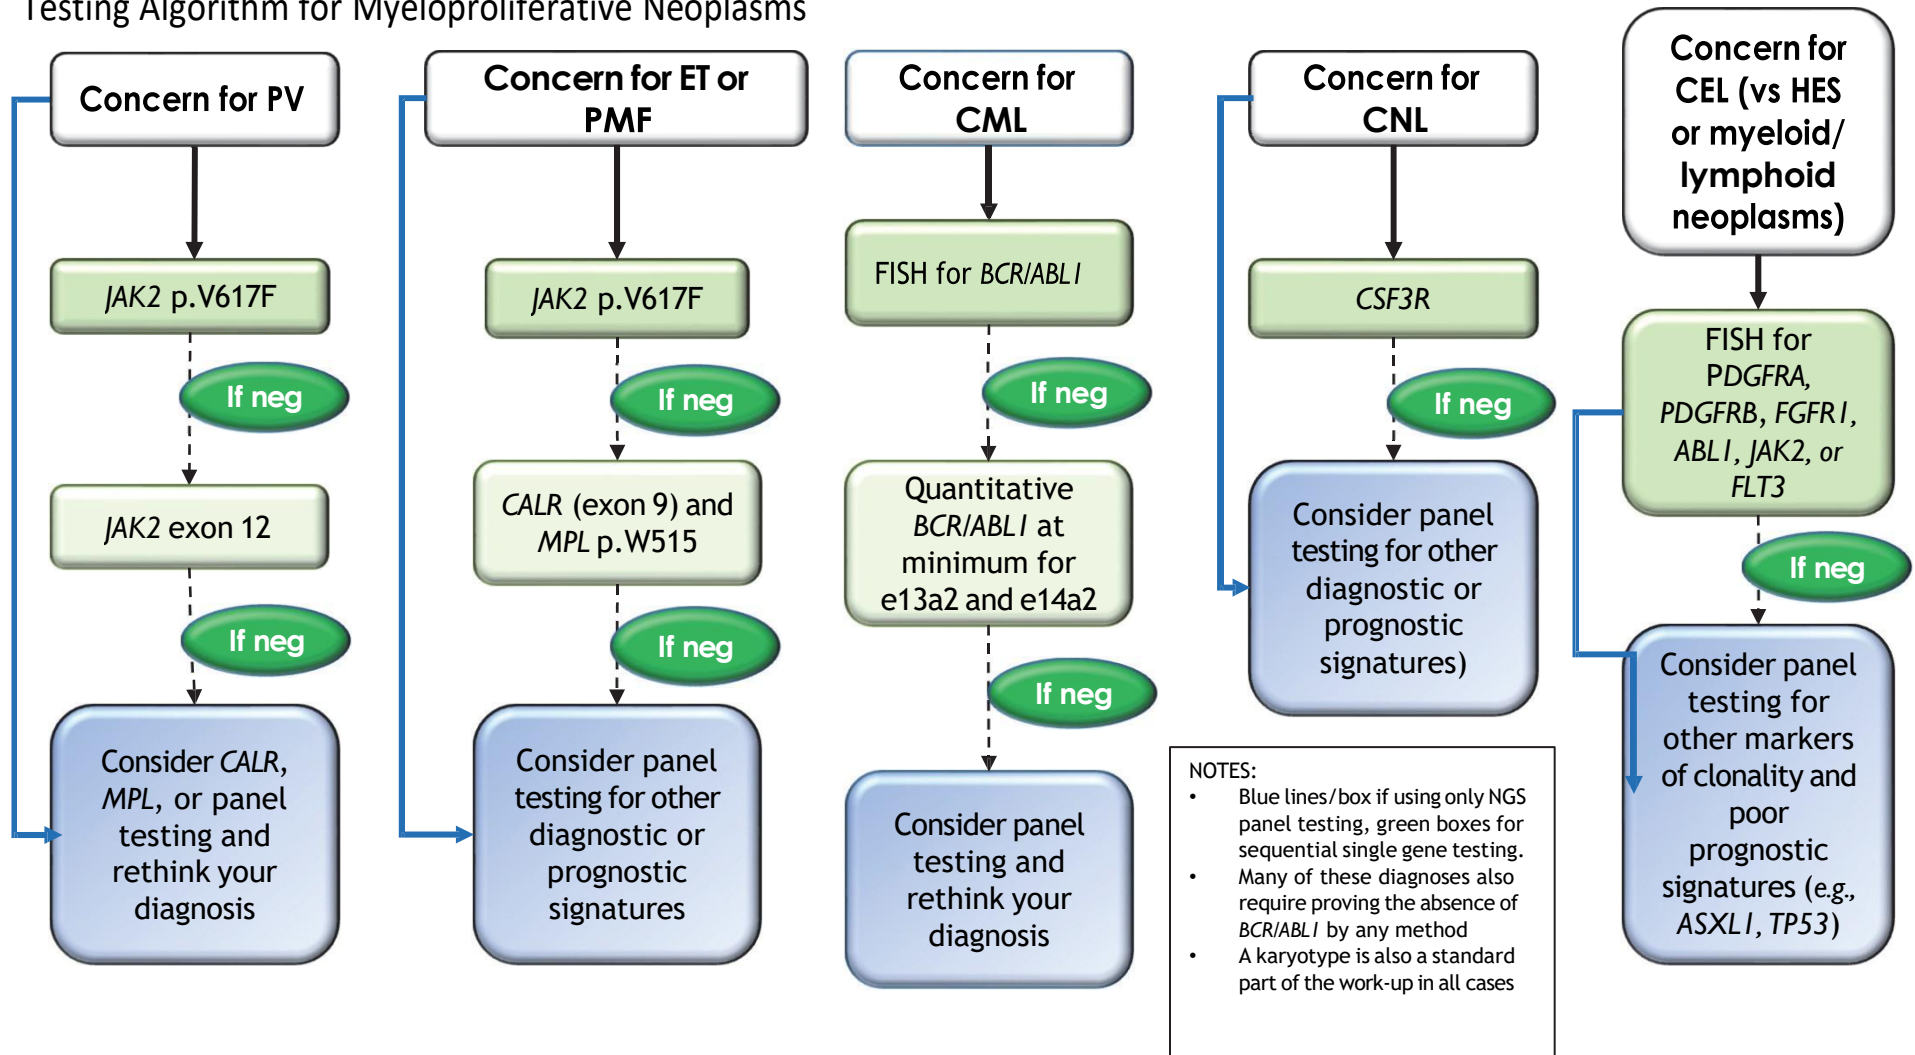 Testing Algorithm for Myeloproliferative Neoplasms
Concern for PV
JAK2 p.V617F
If neg
JAK2 exon 12
If neg
Consider CALR,
MPL, or panel
testing and
rethink your
diagnosis
Concern for ET or
PMF
JAK2 p.V617F
If neg
CALR (exon 9) and
MPL p.W515
If neg
Consider panel
testing for other
diagnostic or
prognostic
signatures
Concern for
CML
FISH for BCR/ABL1
If neg
Quantitative
BCR/ABL1 at
minimum for
e13a2 and e14a2
If neg
Consider panel
testing and
rethink your
diagnosis
Concern for
CNL
CSF3R
If neg
Consider panel
testing for other
diagnostic or
prognostic
signatures)
Concern for
CEL (vs HES
or myeloid/
lymphoid
neoplasms)
FISH for
PDGFRA,
PDGFRB, FGFR1,
ABL1, JAK2, or
FLT3
If neg
Consider panel
testing for
other markers
of clonality and
poor
prognostic
signatures (e.g.,
ASXL1, TP53)
NOTES:
• Blue lines/box if using only NGS
panel testing, green boxes for
sequential single gene testing.
• Many of these diagnoses also
require proving the absence of
BCR/ABL1 by any method
• A karyotype is also a standard
part of the work-up in all cases